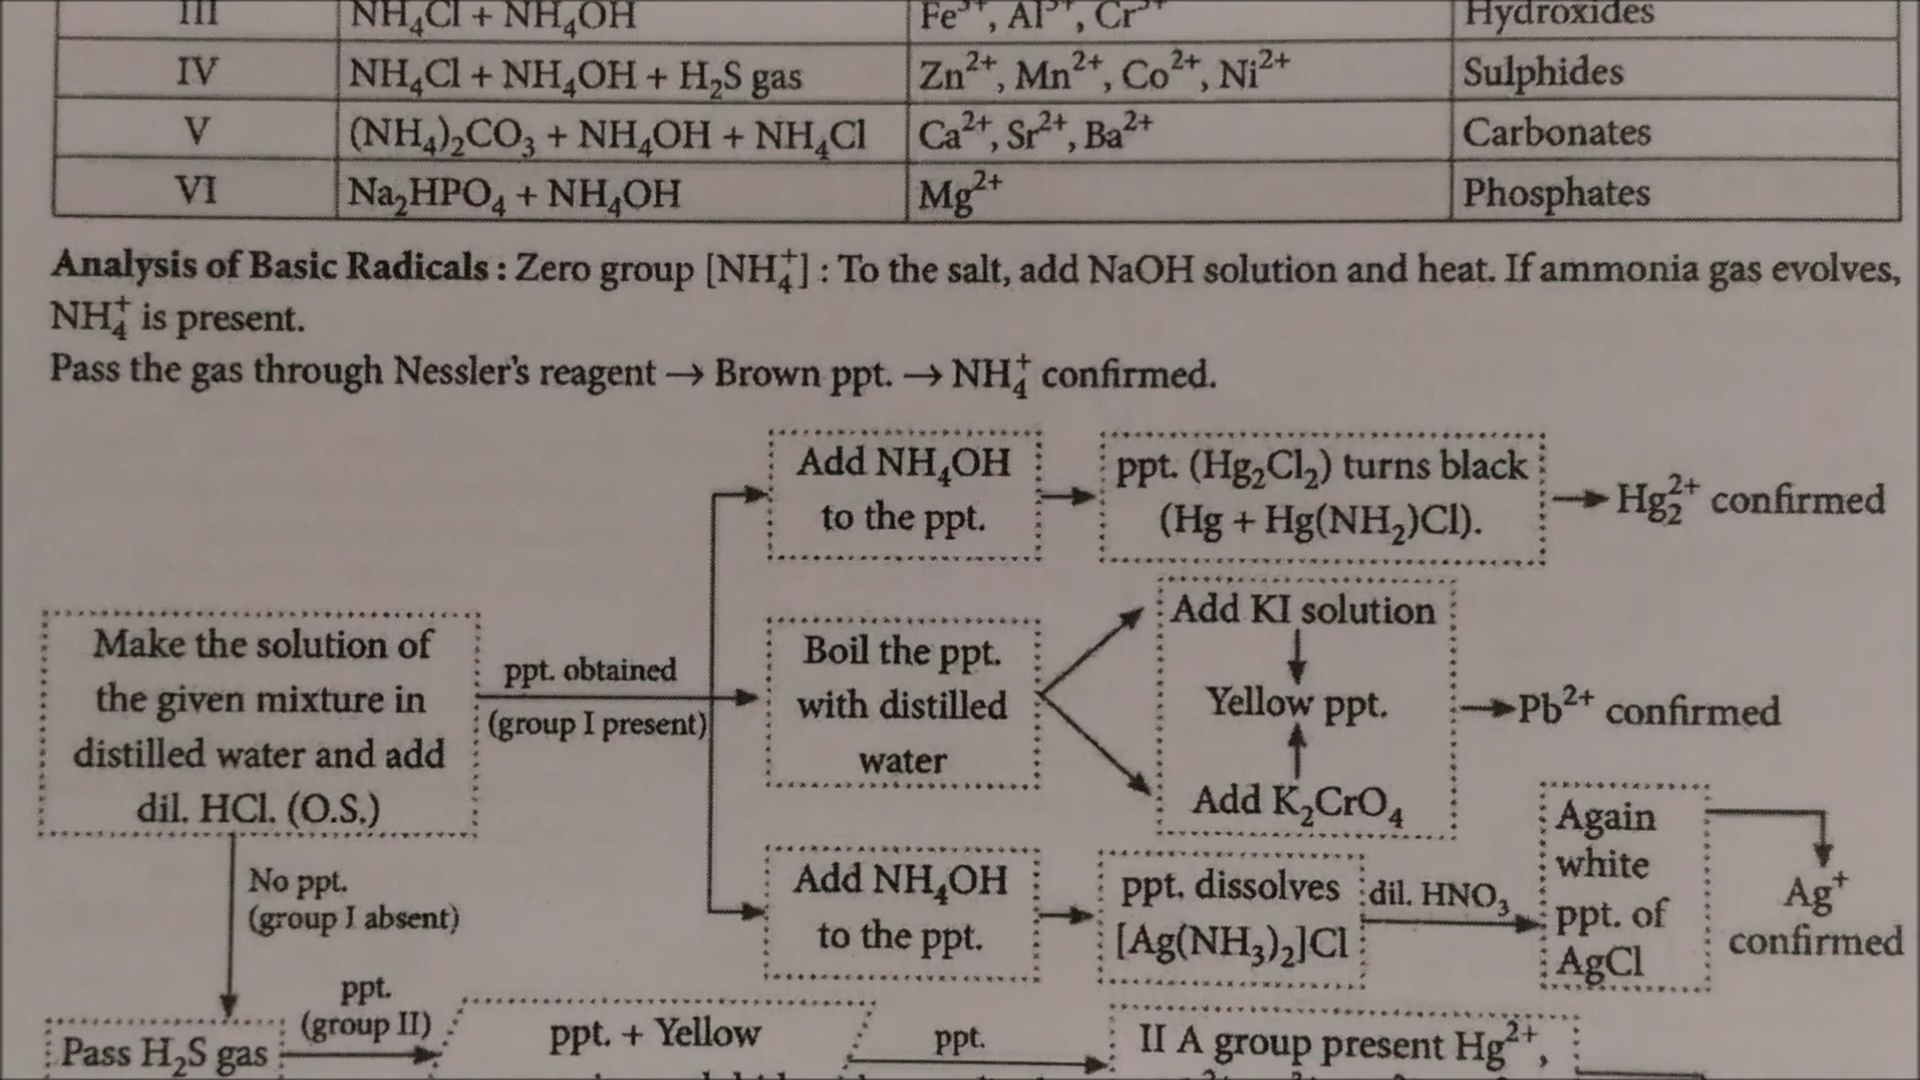 III NH₄Cl + NH₄OH Fe³⁺, Al³⁺, Cr³⁺ Hydroxides
IV NH₄Cl + NH₄OH + H₂S gas Zn²⁺, Mn²⁺, Co²⁺, Ni²⁺ Sulphides
V (NH₄)₂CO₃ + NH₄OH + NH₄Cl Ca²⁺, Sr²⁺, Ba²⁺ Carbonates
VI Na₂HPO₄ + NH₄OH Mg²⁺ Phosphates
Analysis of Basic Radicals : Zero group [NH₄⁺] : To the salt, add NaOH solution and heat. If ammonia gas evolves,
NH₄⁺ is present.
Pass the gas through Nessler's reagent → Brown ppt. → NH₄⁺ confirmed.
Add NH₄OH
to the ppt.
ppt. (Hg₂Cl₂) turns black
(Hg + Hg(NH₂)Cl).
Hg₂²⁺ confirmed
Make the solution of
the given mixture in
distilled water and add
dil. HCl. (O.S.)
ppt. obtained
(group I present)
Boil the ppt.
with distilled
water
Add KI solution
Yellow ppt.
Add K₂CrO₄
Pb²⁺ confirmed
Add NH₄OH
to the ppt.
ppt. dissolves
[Ag(NH₃)₂]Cl
dil. HNO₃
Again
white
ppt. of
AgCl
Ag⁺
confirmed
No ppt.
(group I absent)
Pass H₂S gas
ppt.
(group II)
ppt. + Yellow
ppt.
II A group present Hg²⁺,